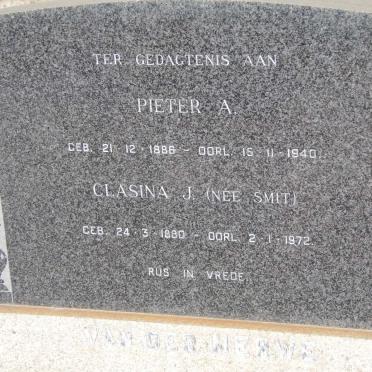 TER GEDAGTENIS AAN
PIETER A.
GEB. 21·12·1886 – OORL. 15·11·1940.
CLASINA J. (NEE SMIT)
GEB. 24·3·1890 – OORL. 2·1·1972.
RUS IN VREDE.
VAN DER MERWE